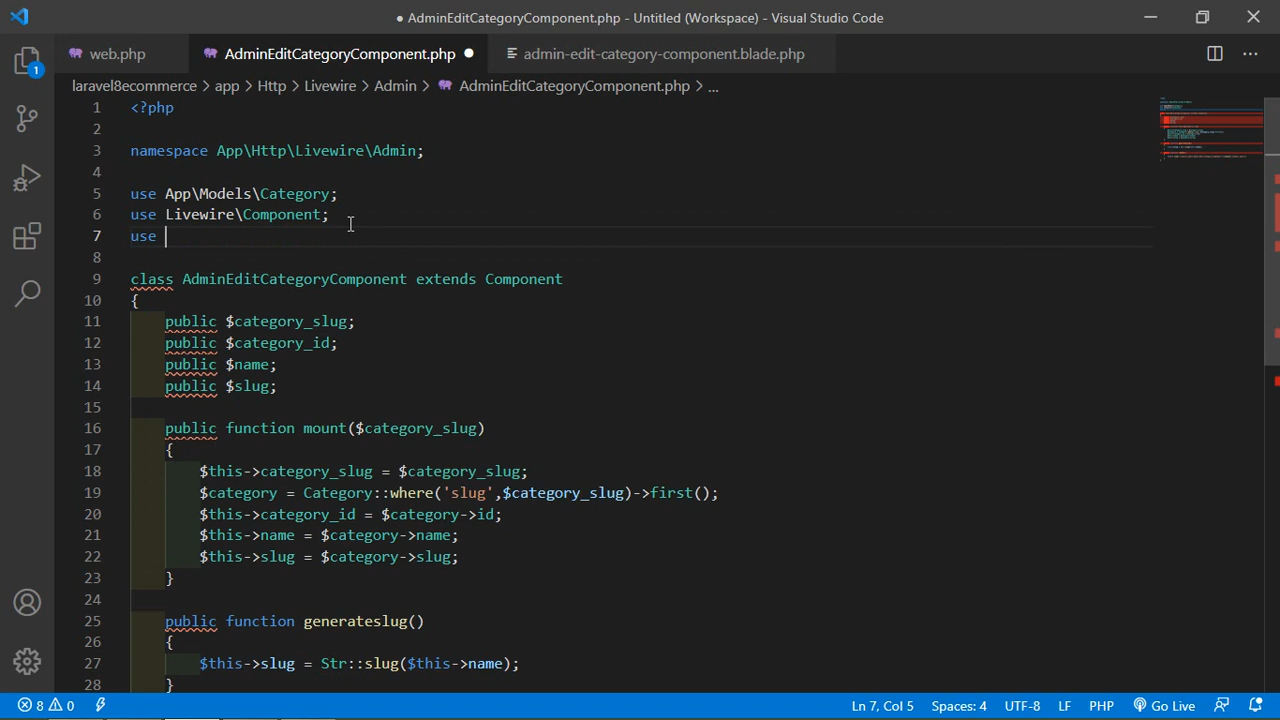 ● AdminEditCategoryComponent.php - Untitled (Workspace) - Visual Studio Code
web.php AdminEditCategoryComponent.php ● admin-edit-category-component.blade.php
laravel8ecommerce > app > Http > Livewire > Admin > AdminEditCategoryComponent.php > ...
1 <?php
2
3 namespace App\Http\Livewire\Admin;
4
5 use App\Models\Category;
6 use Livewire\Component;
7 use
8
9 class AdminEditCategoryComponent extends Component
10 {
11 public $category_slug;
12 public $category_id;
13 public $name;
14 public $slug;
15
16 public function mount($category_slug)
17 {
18 $this->category_slug = $category_slug;
19 $category = Category::where('slug',$category_slug)->first();
20 $this->category_id = $category->id;
21 $this->name = $category->name;
22 $this->slug = $category->slug;
23 }
24
25 public function generateslug()
26 {
27 $this->slug = Str::slug($this->name);
28 }
1
8 0 Ln 7, Col 5 Spaces: 4 UTF-8 LF PHP Go Live